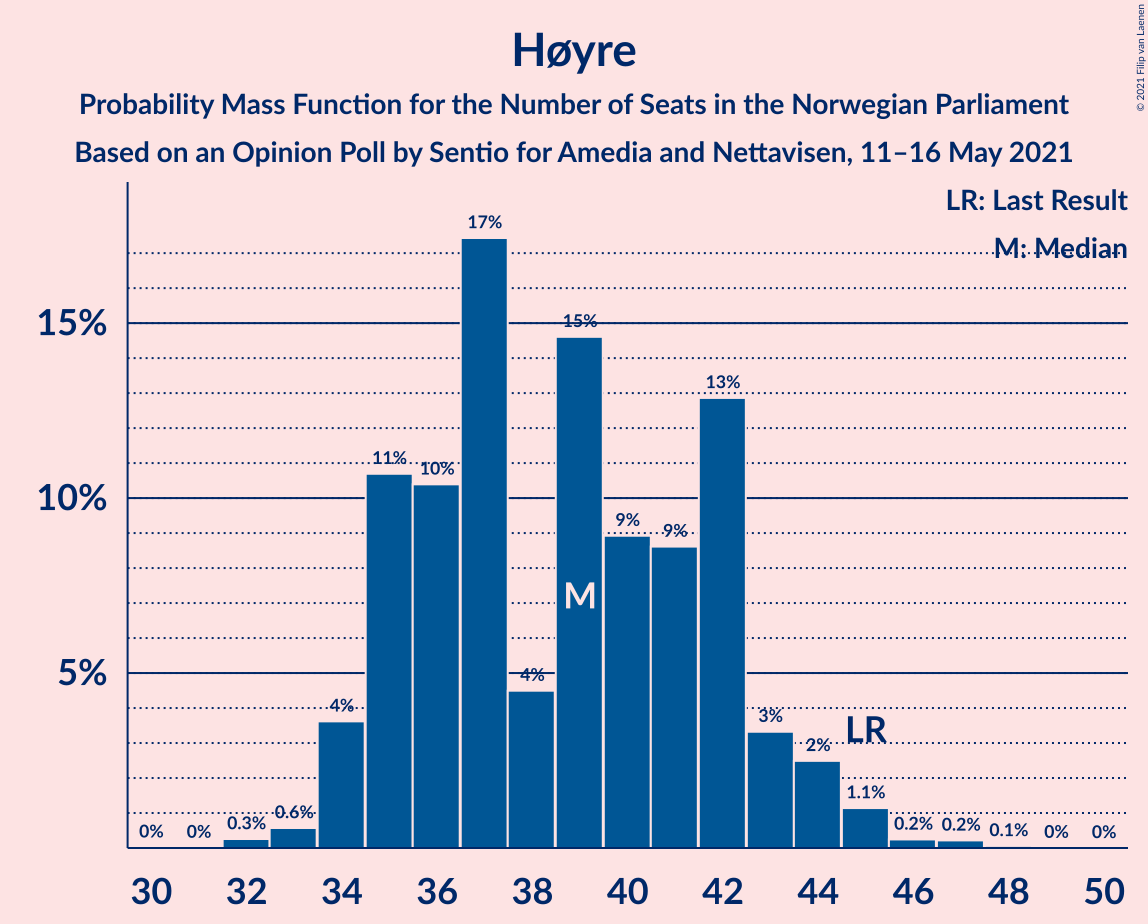 Høyre
Probability Mass Function for the Number of Seats in the Norwegian Parliament
Based on an Opinion Poll by Sentio for Amedia and Nettavisen, 11–16 May 2021
© 2021 Filip van Laenen
LR: Last Result
M: Median
15%
10%
5%
0%
0%
0.3%
0.6%
4%
11%
10%
17%
4%
15%
9%
9%
13%
3%
2%
1.1%
0.2%
0.2%
0.1%
0%
0%
M
LR
30 32 34 36 38 40 42 44 46 48 50